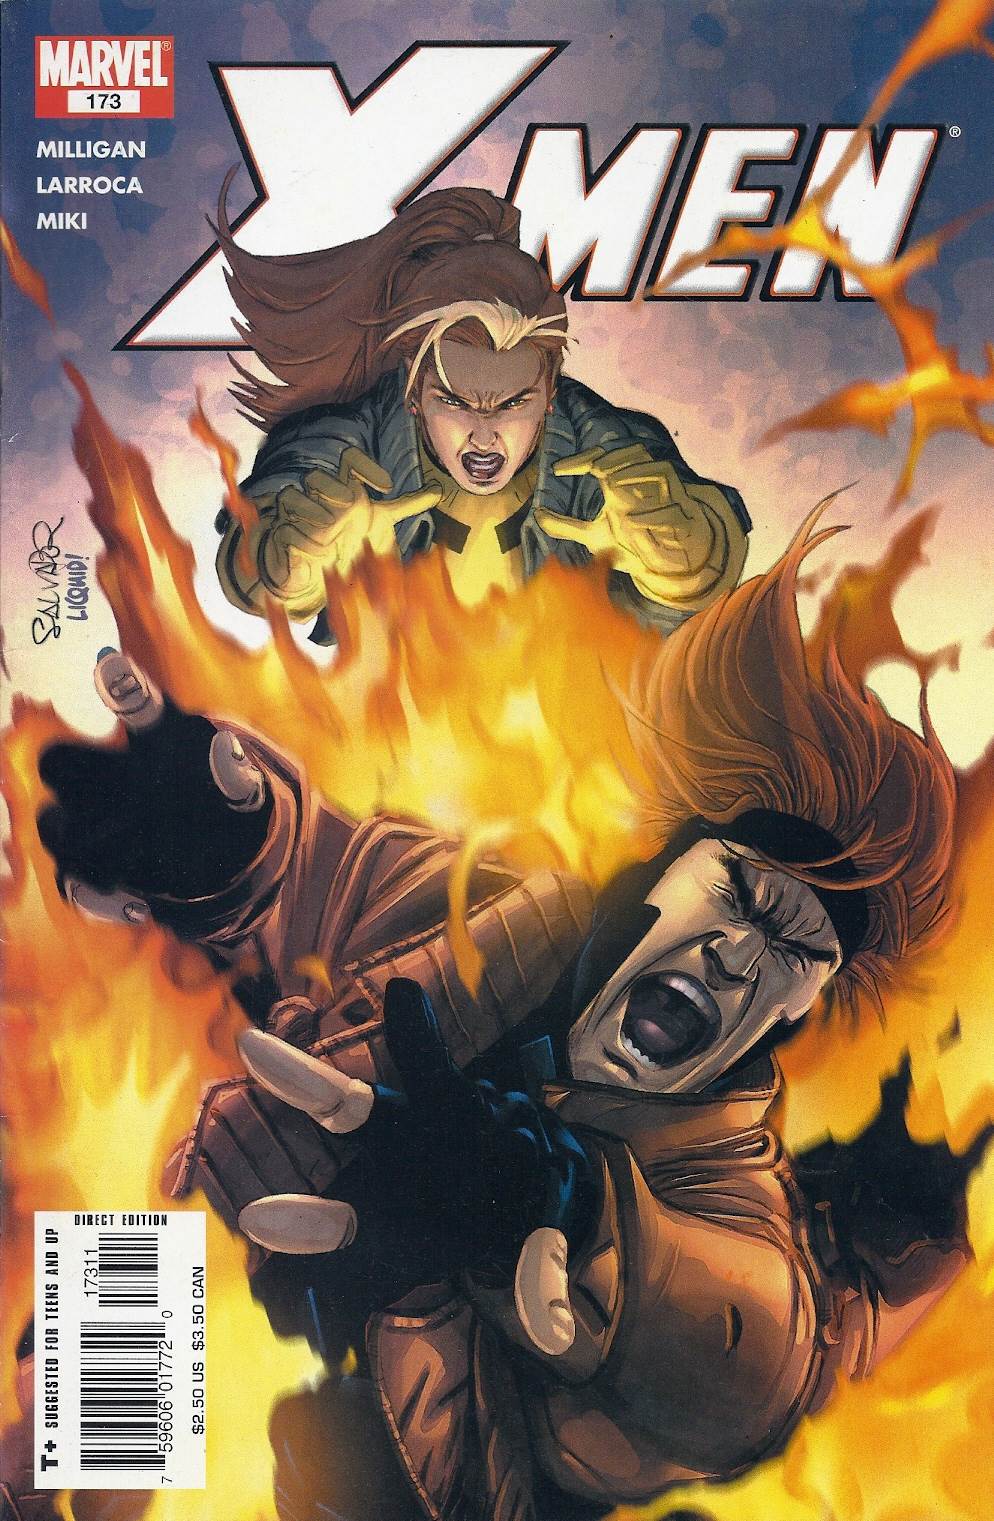 MARVEL®
173
MILLIGAN
LARROCA
MIKI
X-MEN®
SALVADOR
LIQUID!
DIRECT EDITION
17311
T+ SUGGESTED FOR TEENS AND UP
7 59606 01772 0
$2.50 US $3.50 CAN